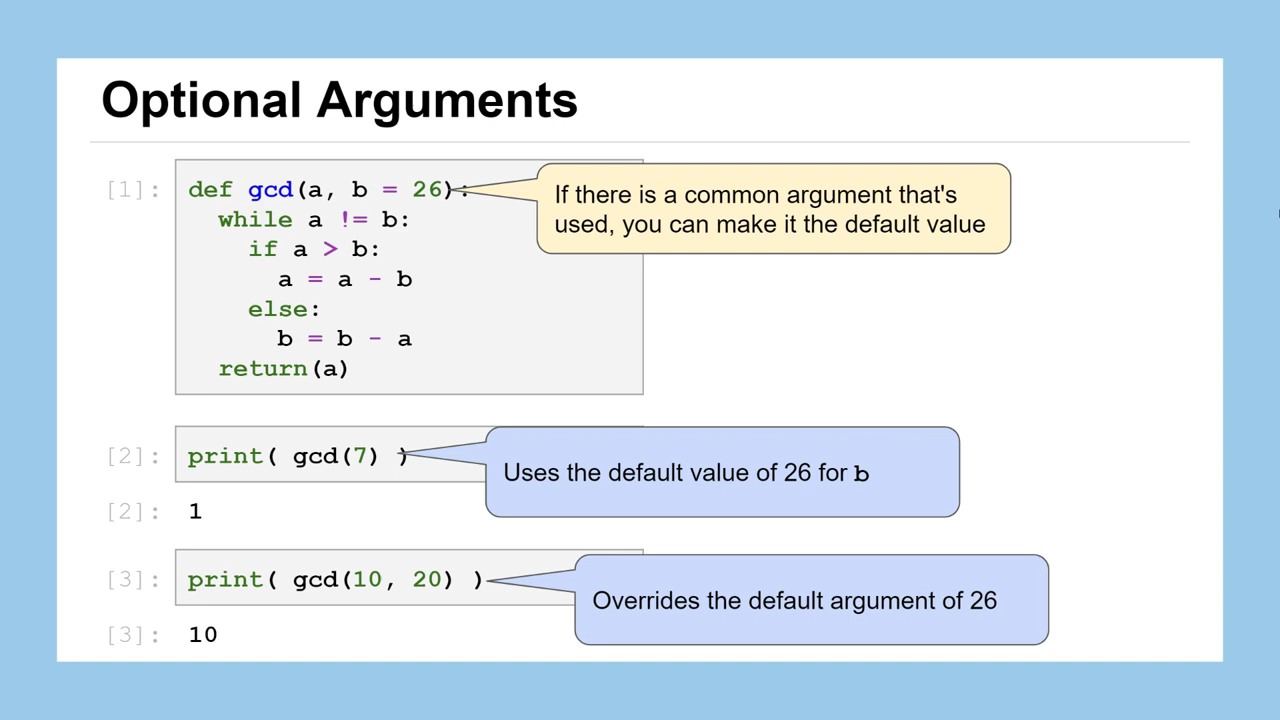 Optional Arguments
[1]: def gcd(a, b = 26):
If there is a common argument that's
used, you can make it the default value
while a != b:
if a > b:
a = a - b
else:
b = b - a
return(a)
[2]: print( gcd(7) )
Uses the default value of 26 for b
[2]: 1
[3]: print( gcd(10, 20) )
Overrides the default argument of 26
[3]: 10